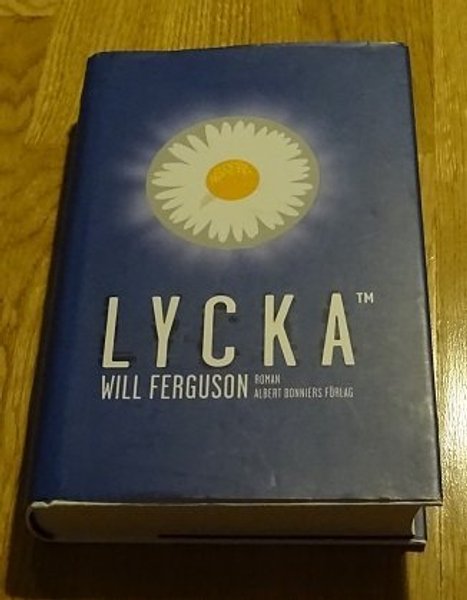 LYCKA™
WILL FERGUSON
ROMAN
ALBERT BONNIERS FÖRLAG